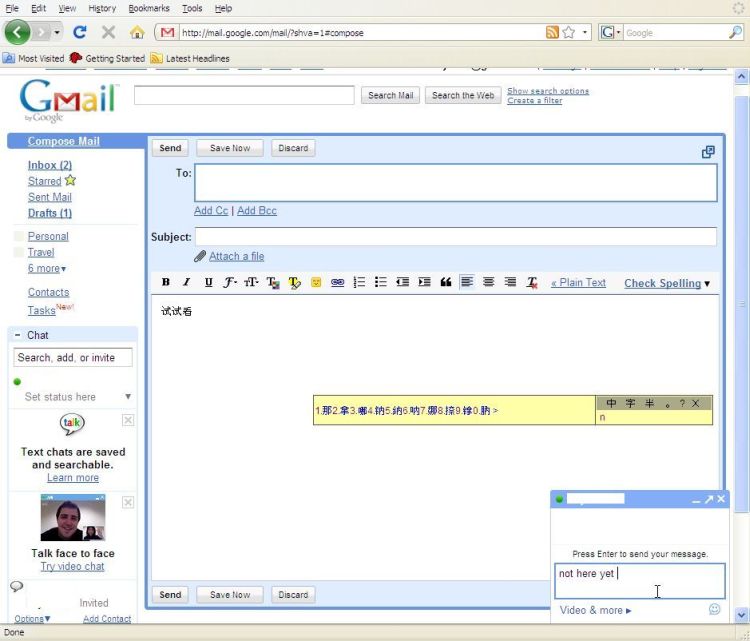 File Edit View History Bookmarks Tools Help
http://mail.google.com/mail/?shva=1#compose
Google
Most Visited Getting Started Latest Headlines
Gmail
by Google
Search Mail Search the Web Show search options
Create a filter
Compose Mail
Inbox (2)
Starred
Sent Mail
Drafts (1)
Personal
Travel
6 more▾
Contacts
Tasks New!
− Chat
Search, add, or invite
Set status here
talk
Text chats are saved
and searchable.
Learn more
Talk face to face
Try video chat
Invited
Options▾ Add Contact
Send Save Now Discard
To:
Add Cc | Add Bcc
Subject:
Attach a file
B I U « Plain Text Check Spelling ▾
试试看
1.那2.拿3.哪4.钠5.納6.呐7.娜8.捺9.
中 字 半 。 ? X
n
Press Enter to send your message.
not here yet
Video & more ▸
Send Save Now Discard
Done